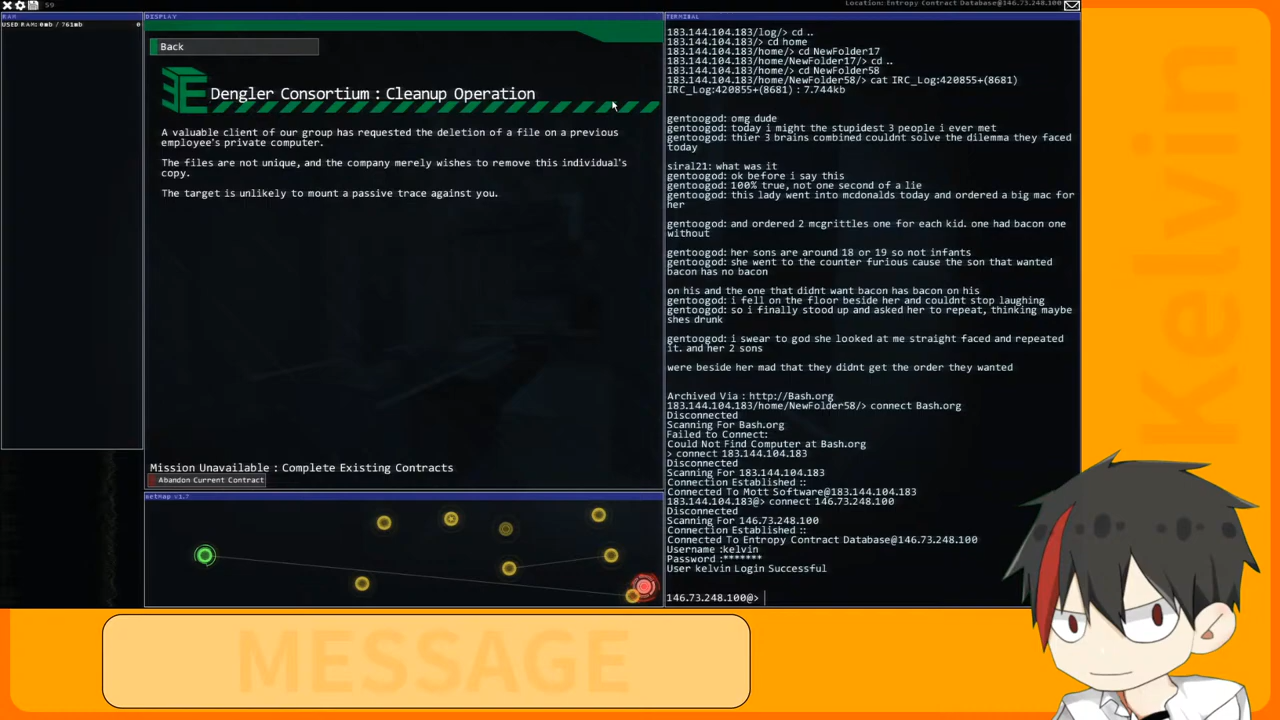 59
Location: Entropy Contract Database@146.73.248.100
RAM
USED RAM: 0mb / 761mb
0
DISPLAY
Back
Dengler Consortium : Cleanup Operation
A valuable client of our group has requested the deletion of a file on a previous
employee's private computer.
The files are not unique, and the company merely wishes to remove this individual's
copy.
The target is unlikely to mount a passive trace against you.
Mission Unavailable : Complete Existing Contracts
Abandon Current Contract
netMap v1.7
TERMINAL
183.144.104.183/log/> cd ..
183.144.104.183/> cd home
183.144.104.183/home/> cd NewFolder17
183.144.104.183/home/NewFolder17/> cd ..
183.144.104.183/home/> cd NewFolder58
183.144.104.183/home/NewFolder58/> cat IRC_Log:420855+(8681)
IRC_Log:420855+(8681) : 7.744kb
gentoogod: omg dude
gentoogod: today i might the stupidest 3 people i ever met
gentoogod: thier 3 brains combined couldnt solve the dilemma they faced
today
siral21: what was it
gentoogod: ok before i say this
gentoogod: 100% true, not one second of a lie
gentoogod: this lady went into mcdonalds today and ordered a big mac for
her
gentoogod: and ordered 2 mcgrittles one for each kid. one had bacon one
without
gentoogod: her sons are around 18 or 19 so not infants
gentoogod: she went to the counter furious cause the son that wanted
bacon has no bacon
on his and the one that didnt want bacon has bacon on his
gentoogod: i fell on the floor beside her and couldnt stop laughing
gentoogod: so i finally stood up and asked her to repeat, thinking maybe
shes drunk
gentoogod: i swear to god she looked at me straight faced and repeated
it. and her 2 sons
were beside her mad that they didnt get the order they wanted
Archived Via : http://Bash.org
183.144.104.183/home/NewFolder58/> connect Bash.org
Disconnected
Scanning For Bash.org
Failed to Connect:
Could Not Find Computer at Bash.org
> connect 183.144.104.183
Disconnected
Scanning For 183.144.104.183
Connection Established ::
Connected To Mott Software@183.144.104.183
183.144.104.183@> connect 146.73.248.100
Disconnected
Scanning For 146.73.248.100
Connection Established ::
Connected To Entropy Contract Database@146.73.248.100
Username :kelvin
Password :*******
User kelvin Login Successful
146.73.248.100@>
Kelvin
MESSAGE